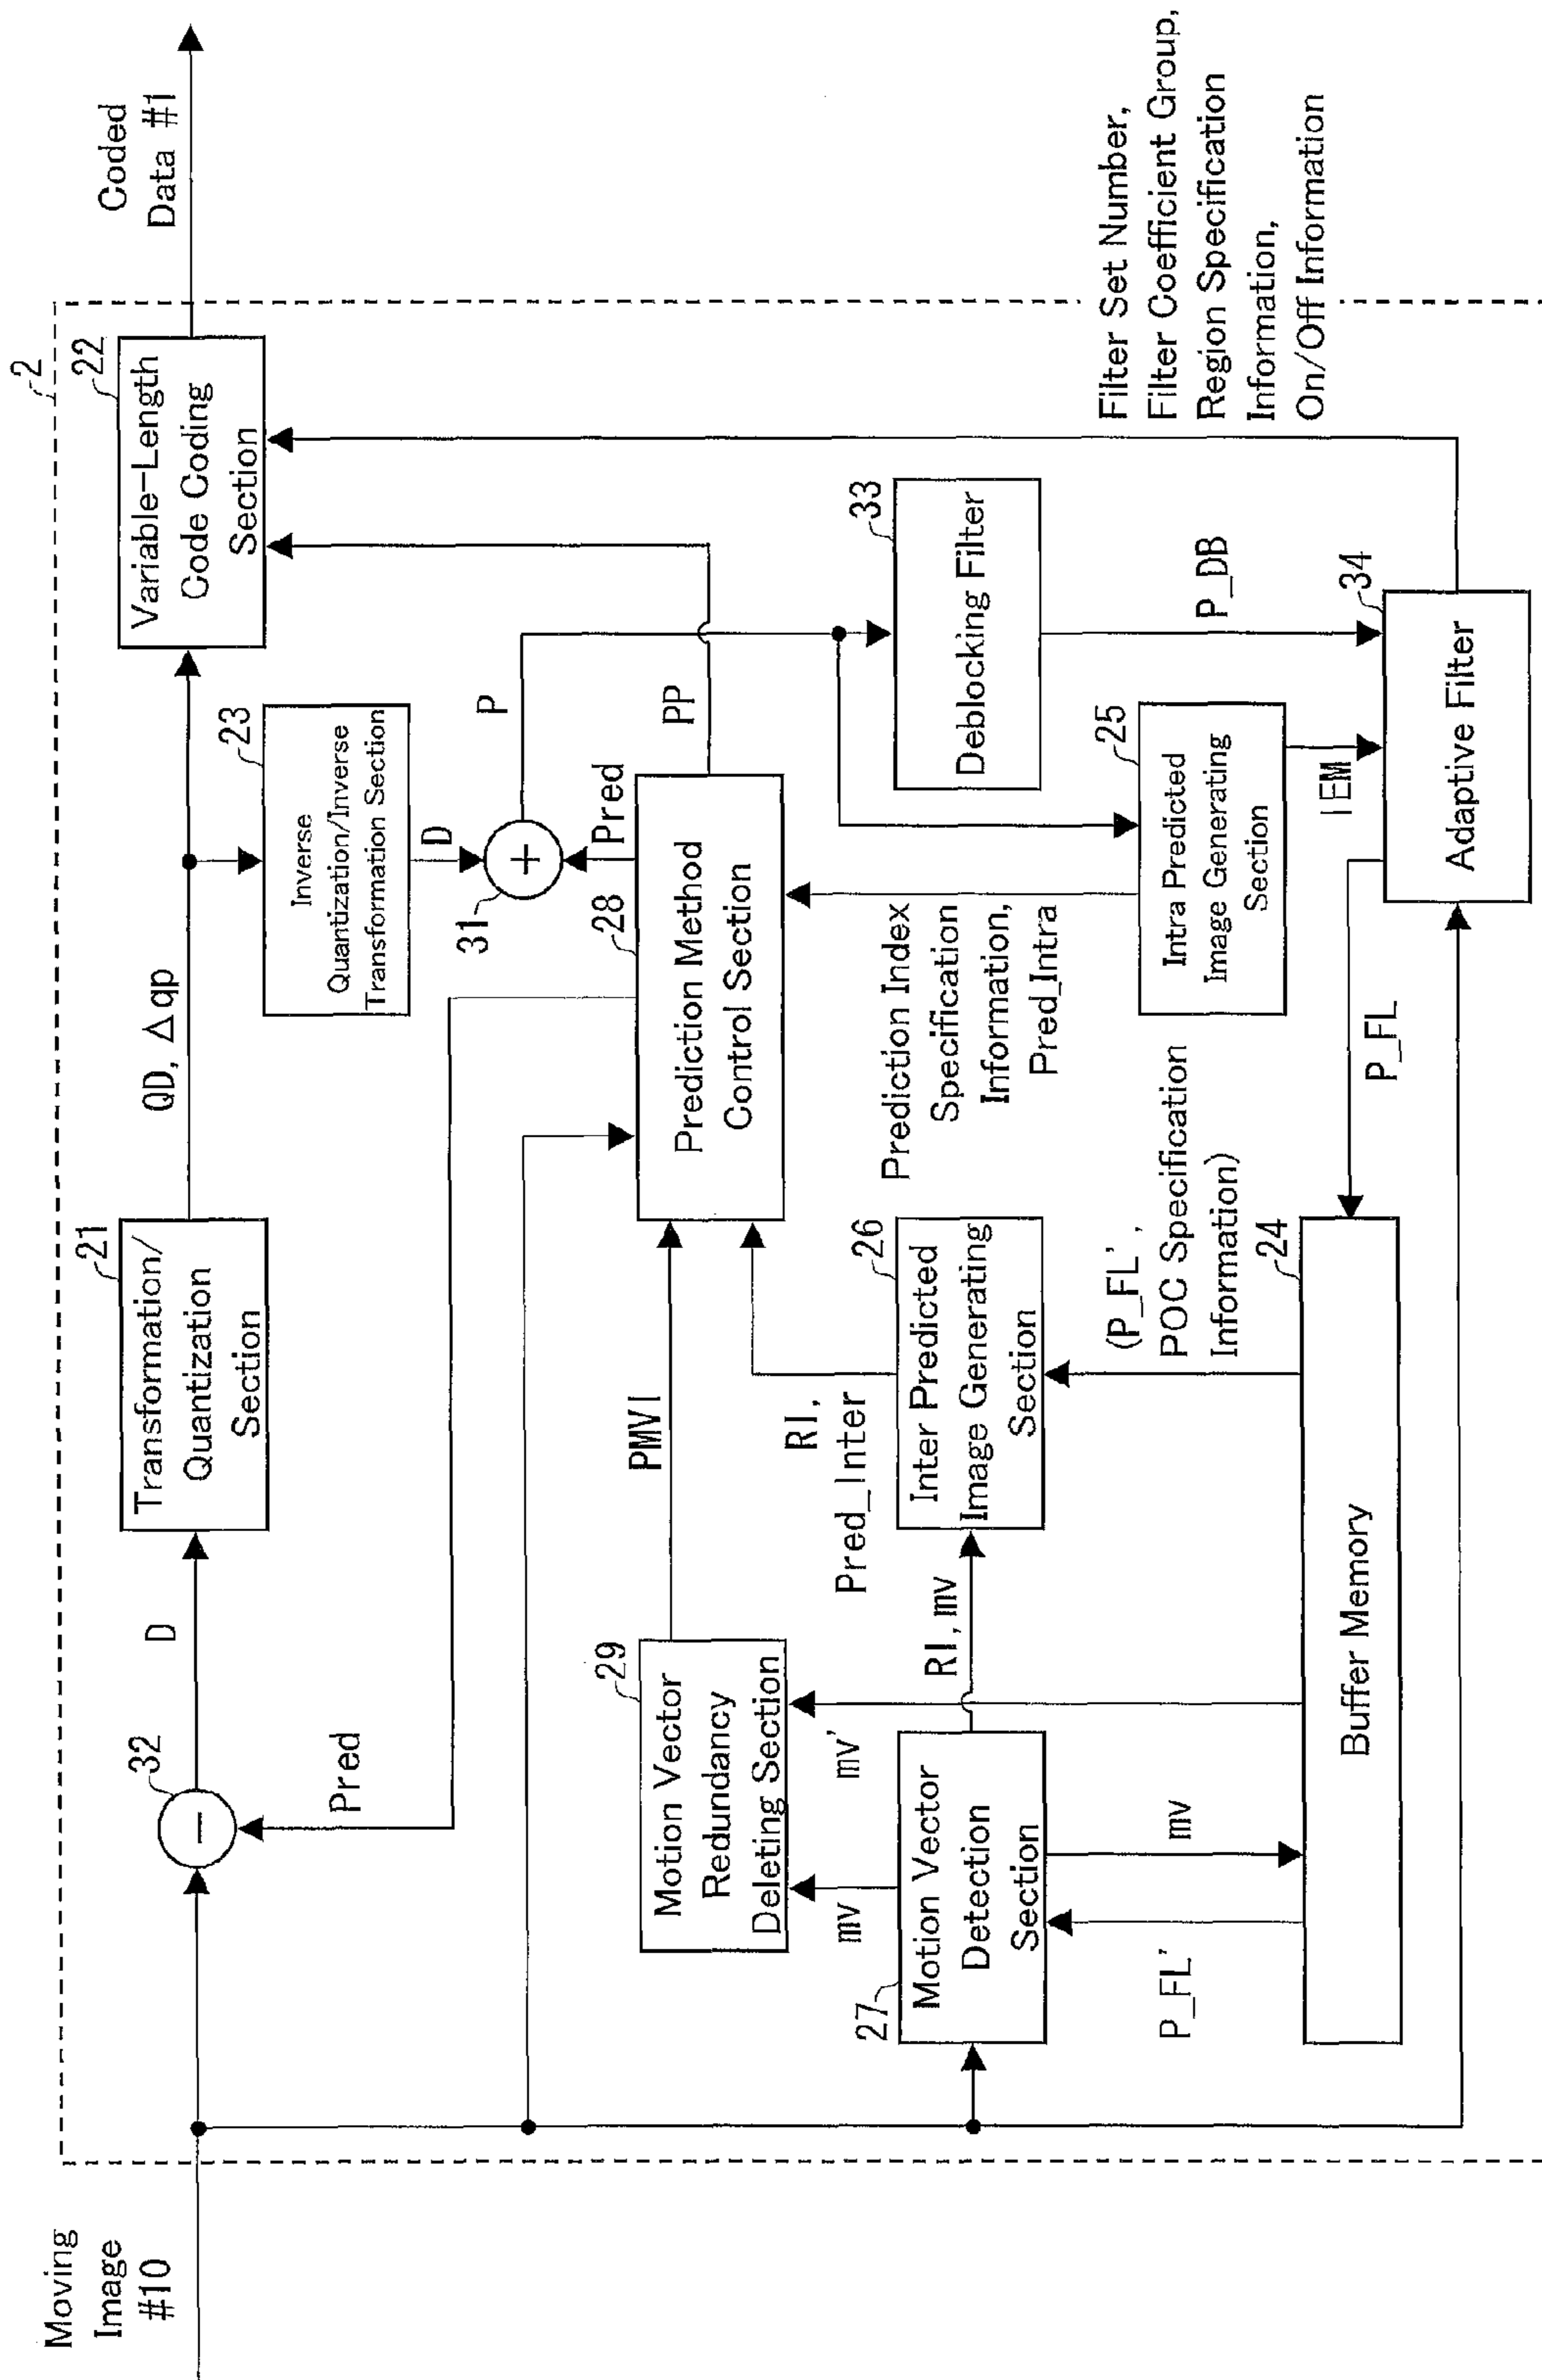 Moving
Image
#10
2
Coded
Data #1
32
Pred
D
21
Transformation/
Quantization
Section
QD, Δqp
22
Variable-Length
Code Coding
Section
23
Inverse
Quantization/Inverse
Transformation Section
D
31
+
−
P
Pred
PP
28
Prediction Method
Control Section
29
Motion Vector
Redundancy
Deleting Section
PMVI
mv
mv'
27
Motion Vector
Detection
Section
RI, mv
26
Inter Predicted
Image Generating
Section
RI,
Pred_Inter
Prediction Index
Specification
Information,
Pred_Intra
33
Deblocking Filter
P_DB
25
Intra Predicted
Image Generating
Section
IEM
34
Adaptive Filter
P_FL
P_FL'
mv
(P_FL',
POC Specification
Information)
24
Buffer Memory
Filter Set Number,
Filter Coefficient Group,
Region Specification
Information,
On/Off Information